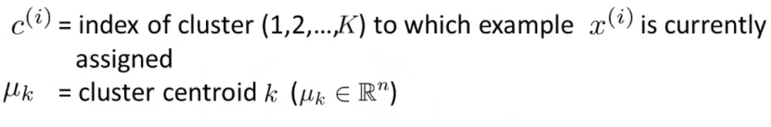 c⁽ⁱ⁾ = index of cluster (1,2,...,K) to which example x⁽ⁱ⁾ is currently
assigned
μₖ = cluster centroid k (μₖ ∈ ℝⁿ)